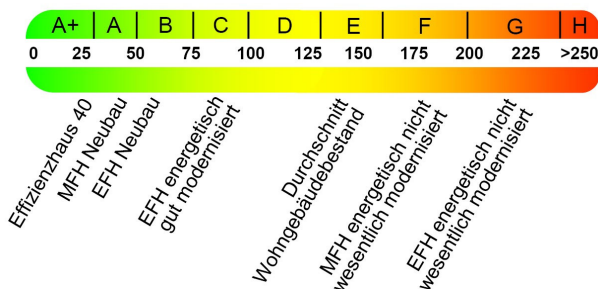 A+ A B C D E F G H
0 25 50 75 100 125 150 175 200 225 >250
Effizienzhaus 40
MFH Neubau
EFH Neubau
EFH energetisch
gut modernisiert
Durchschnitt
Wohngebäudebestand
MFH energetisch nicht
wesentlich modernisiert
EFH energetisch nicht
wesentlich modernisiert